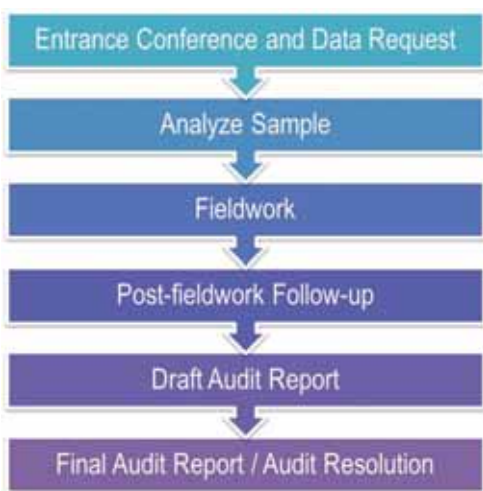 Entrance Conference and Data Request
Analyze Sample
Fieldwork
Post-fieldwork Follow-up
Draft Audit Report
Final Audit Report / Audit Resolution